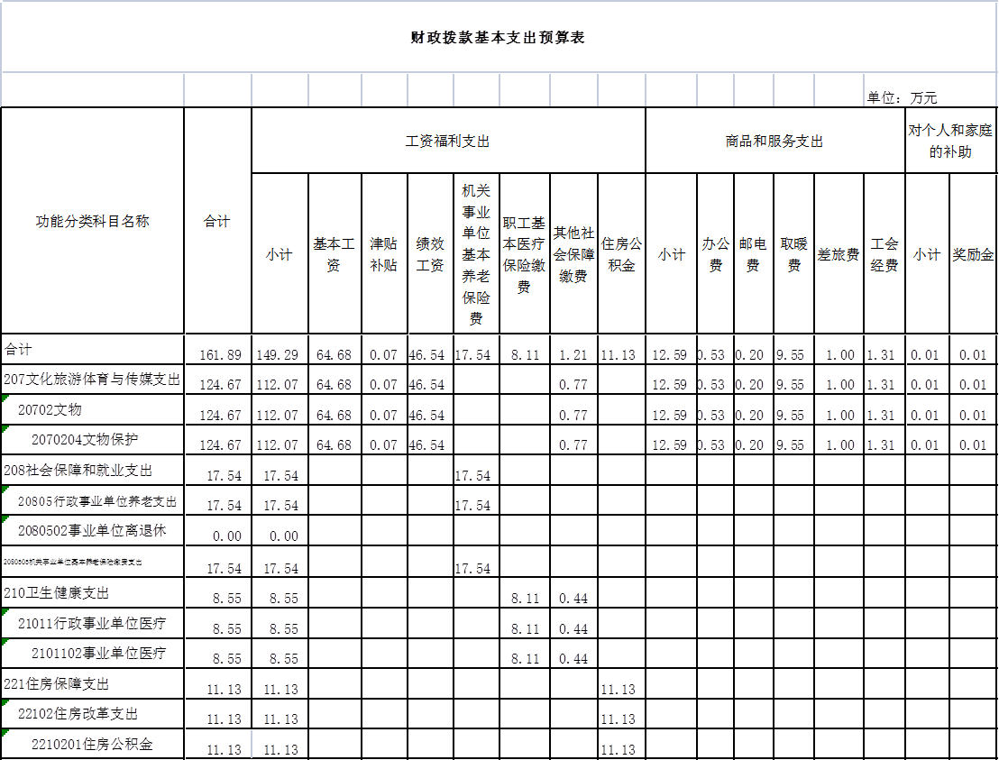 财政拨款基本支出预算表
单位：万元
功能分类科目名称 合计 工资福利支出 商品和服务支出 对个人和家庭的补助
小计 基本工资 津贴补贴 绩效工资 机关事业单位基本养老保险费 职工基本医疗保险缴费 其他社会保障缴费 住房公积金 小计 办公费 邮电费 取暖费 差旅费 工会经费 小计 奖励金
合计 161.89 149.29 64.68 0.07 46.54 17.54 8.11 1.21 11.13 12.59 0.53 0.20 9.55 1.00 1.31 0.01 0.01
207文化旅游体育与传媒支出 124.67 112.07 64.68 0.07 46.54 0.77 12.59 0.53 0.20 9.55 1.00 1.31 0.01 0.01
20702文物 124.67 112.07 64.68 0.07 46.54 0.77 12.59 0.53 0.20 9.55 1.00 1.31 0.01 0.01
2070204文物保护 124.67 112.07 64.68 0.07 46.54 0.77 12.59 0.53 0.20 9.55 1.00 1.31 0.01 0.01
208社会保障和就业支出 17.54 17.54 17.54
20805行政事业单位养老支出 17.54 17.54 17.54
2080502事业单位离退休 0.00 0.00
2080505机关事业单位基本养老保险缴费支出 17.54 17.54 17.54
210卫生健康支出 8.55 8.55 8.11 0.44
21011行政事业单位医疗 8.55 8.55 8.11 0.44
2101102事业单位医疗 8.55 8.55 8.11 0.44
221住房保障支出 11.13 11.13 11.13
22102住房改革支出 11.13 11.13 11.13
2210201住房公积金 11.13 11.13 11.13